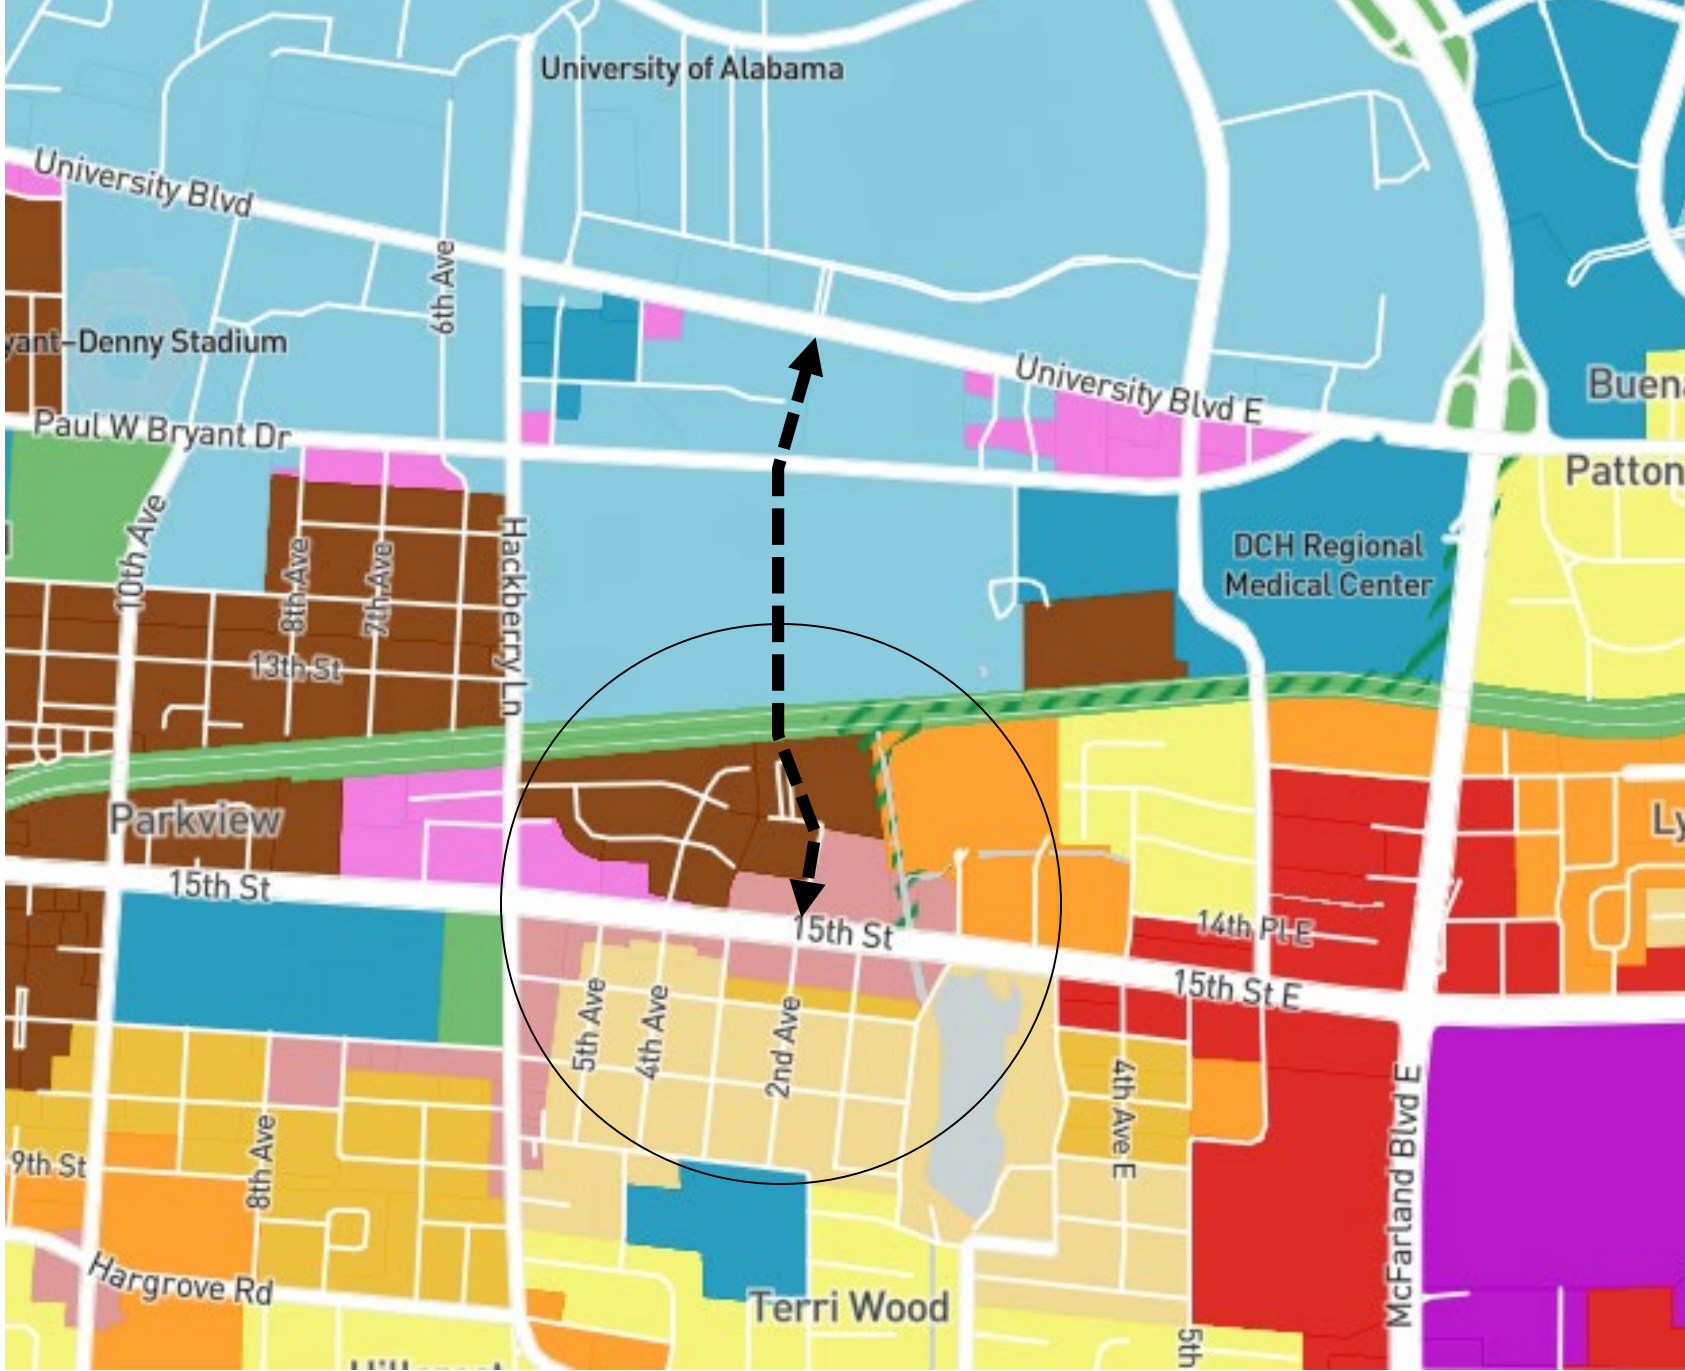 University of Alabama
University Blvd
6th Ave
yant-Denny Stadium
University Blvd E
Buen
Paul W Bryant Dr
Patton
10th Ave
8th Ave
7th Ave
Hackberry Ln
DCH Regional
Medical Center
13th St
Parkview
Ly
15th St
15th St
14th Pl E
15th St E
5th Ave
4th Ave
2nd Ave
4th Ave E
8th Ave
9th St
McFarland Blvd E
Hargrove Rd
Terri Wood
5th